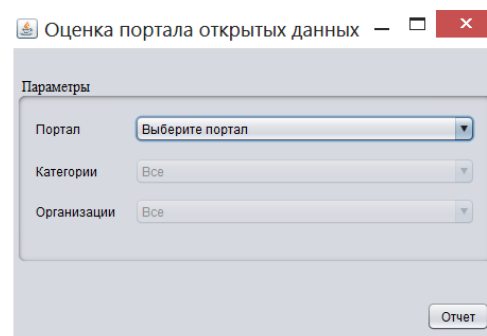 Оценка портала открытых данных
Параметры
Портал Выберите портал
Категории Все
Организации Все
Отчет